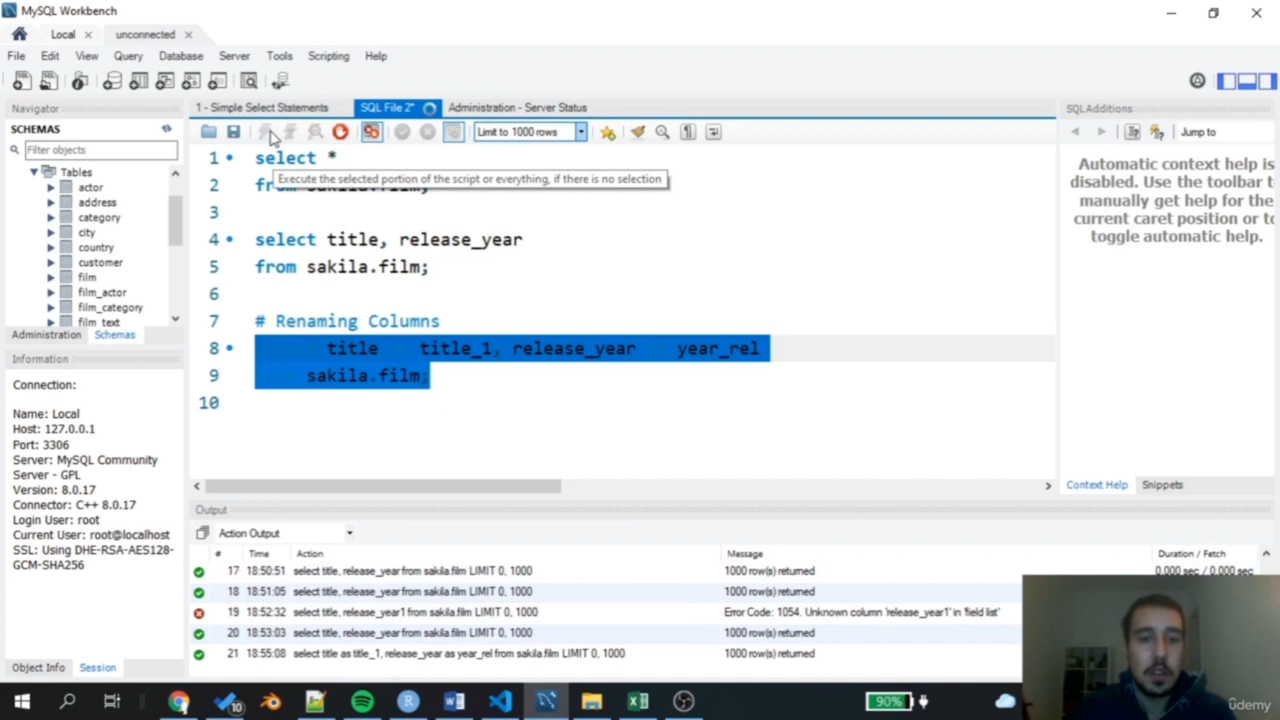 MySQL Workbench
Local
unconnected
File Edit View Query Database Server Tools Scripting Help
Navigator
SCHEMAS
Filter objects
Tables
actor
address
category
city
country
customer
film
film_actor
film_category
film_text
Administration Schemas
Information
Connection:
Name: Local
Host: 127.0.0.1
Port: 3306
Server: MySQL Community
Server - GPL
Version: 8.0.17
Connector: C++ 8.0.17
Login User: root
Current User: root@localhost
SSL: Using DHE-RSA-AES128-
GCM-SHA256
Object Info Session
1 - Simple Select Statements SQL File 2* Administration - Server Status
Limit to 1000 rows
1 select *
Execute the selected portion of the script or everything, if there is no selection
2
3
4 select title, release_year
5 from sakila.film;
6
7 # Renaming Columns
8 title title_1, release_year year_rel
9 sakila.film;
10
SQLAdditions
Jump to
Automatic context help is
disabled. Use the toolbar t
manually get help for the
current caret position or to
toggle automatic help.
Context Help Snippets
Output
Action Output
# Time Action Message Duration / Fetch
17 18:50:51 select title, release_year from sakila.film LIMIT 0, 1000 1000 row(s) returned 0.000 sec / 0.000 sec
18 18:51:05 select title, release_year from sakila.film LIMIT 0, 1000 1000 row(s) returned
19 18:52:32 select title, release_year1 from sakila.film LIMIT 0, 1000 Error Code: 1054. Unknown column 'release_year1' in 'field list'
20 18:53:03 select title, release_year from sakila.film LIMIT 0, 1000 1000 row(s) returned
21 18:55:08 select title as title_1, release_year as year_rel from sakila.film LIMIT 0, 1000 1000 row(s) returned
10
90%
ûdemy